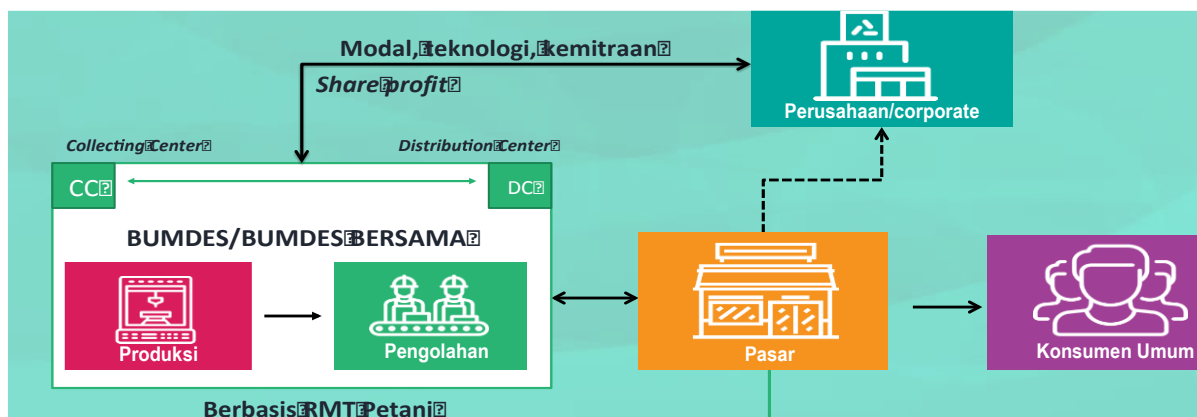 Modal, teknologi, kemitraan
Share profit
Perusahaan/corporate
Collecting Center
Distribution Center
CC
DC
BUMDES/BUMDES BERSAMA
Produksi
Pengolahan
Pasar
Konsumen Umum
Berbasis RMT Petani